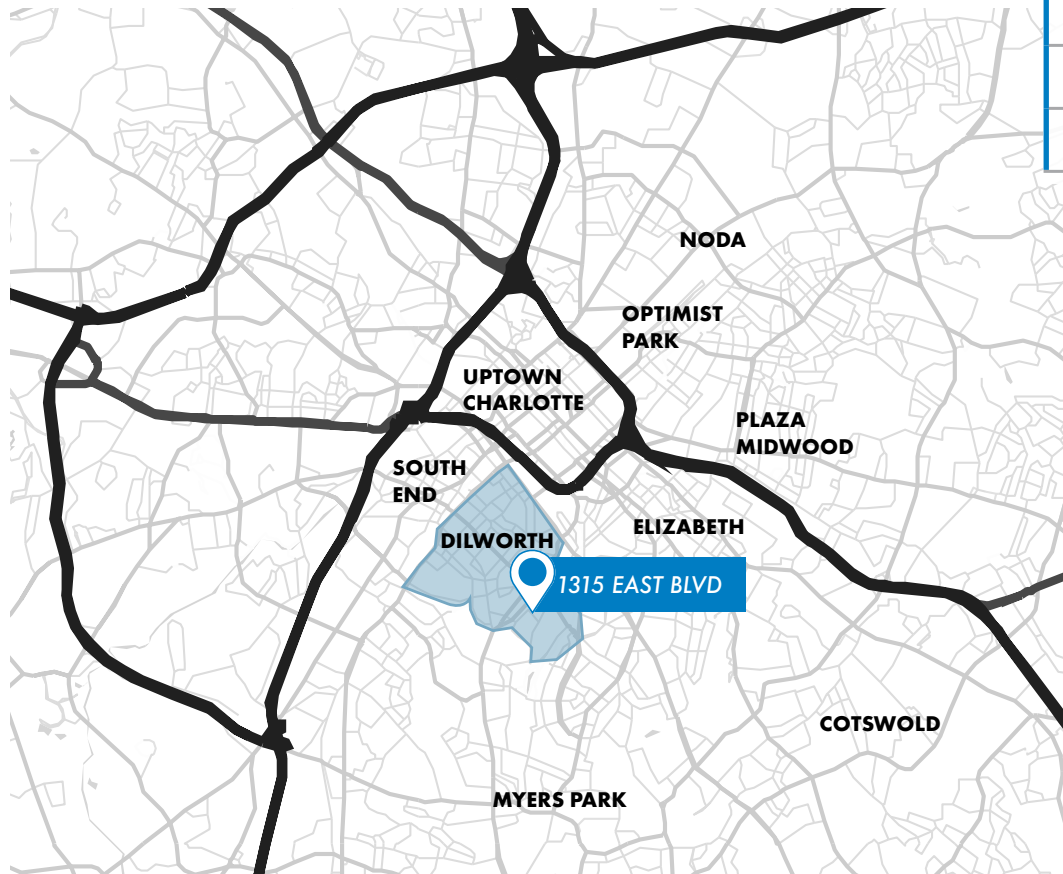 NODA
OPTIMIST
PARK
UPTOWN
CHARLOTTE
PLAZA
MIDWOOD
SOUTH
END
ELIZABETH
DILWORTH
1315 EAST BLVD
COTSWOLD
MYERS PARK